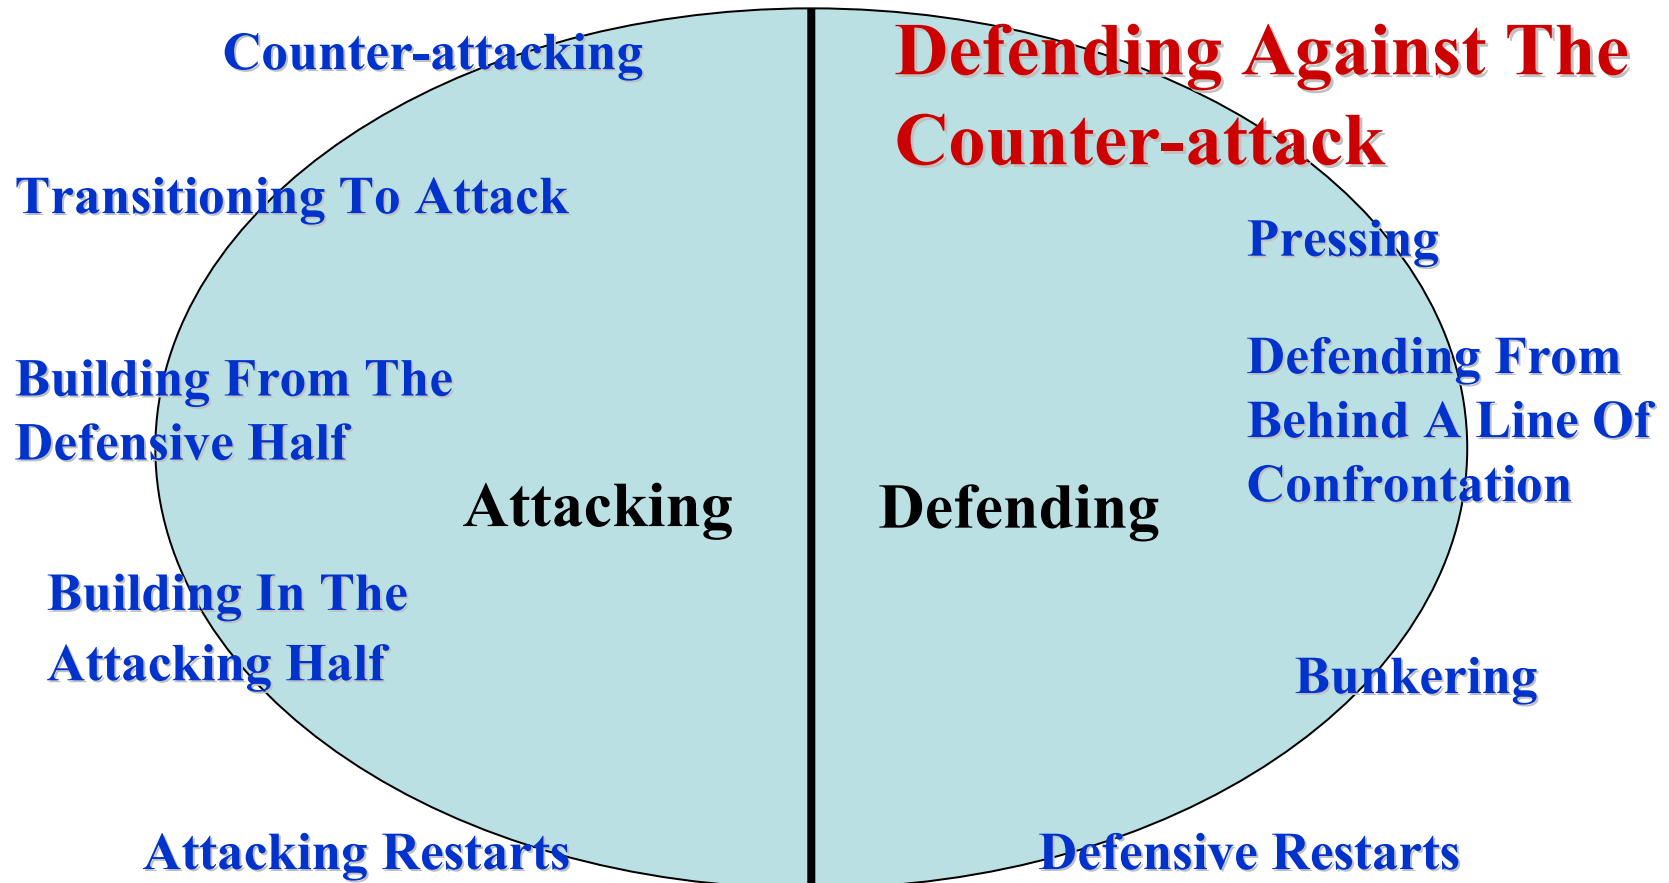 Counter-attacking
Transitioning To Attack
Building From The
Defensive Half
Attacking
Building In The
Attacking Half
Attacking Restarts
Defending Against The
Counter-attack
Pressing
Defending From
Behind A Line Of
Confrontation
Defending
Bunkering
Defensive Restarts